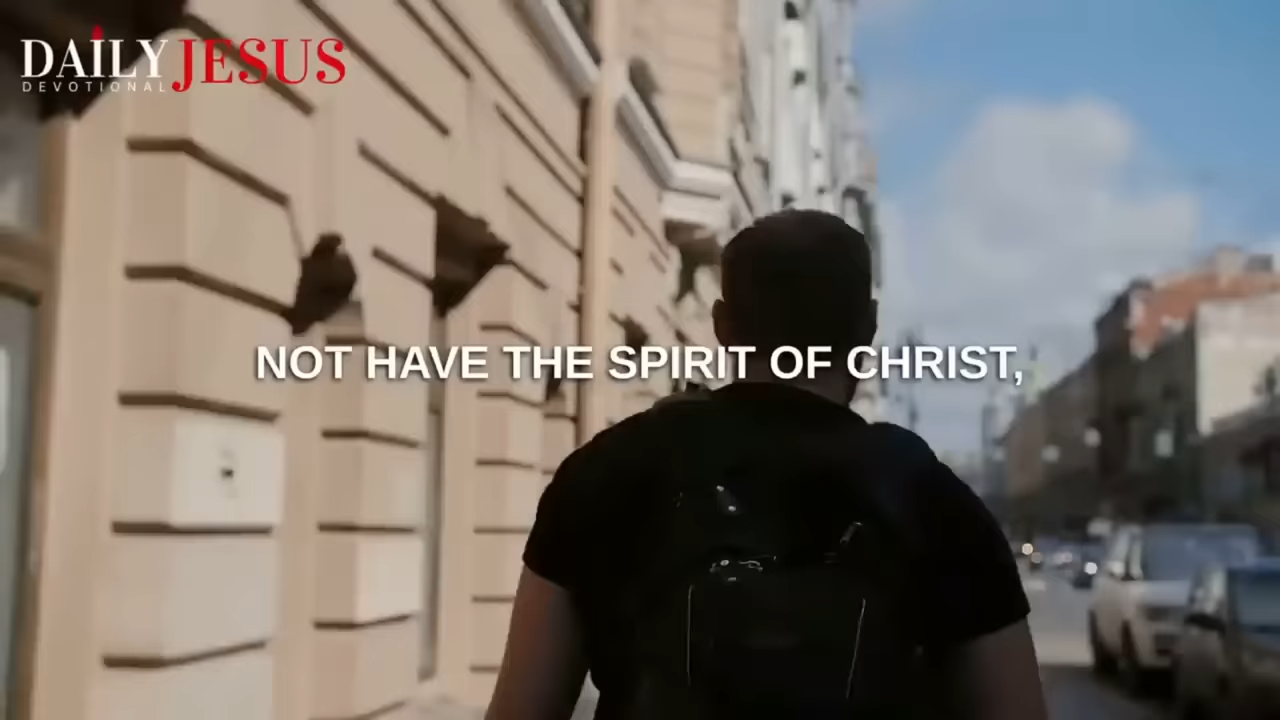 DAILY JESUS
DEVOTIONAL
NOT HAVE THE SPIRIT OF CHRIST,